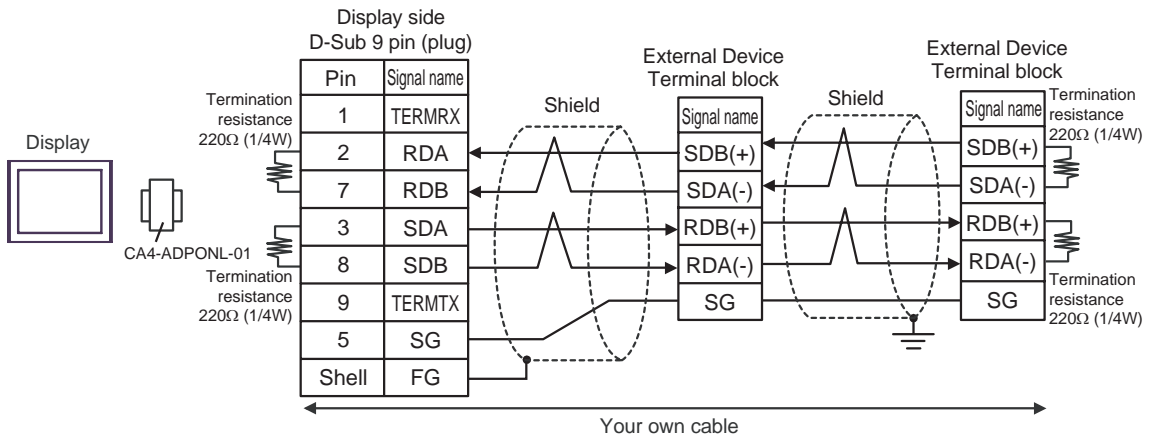 Display side
D-Sub 9 pin (plug)
External Device
Terminal block
External Device
Terminal block
Pin Signal name
Termination
resistance
220Ω (1/4W)
1 TERMRX
Shield
Signal name
Shield
Signal name
Termination
resistance
220Ω (1/4W)
Display
2 RDA
SDB(+)
SDB(+)
7 RDB
SDA(-)
SDA(-)
3 SDA
RDB(+)
RDB(+)
CA4-ADPONL-01
8 SDB
RDA(-)
RDA(-)
Termination
resistance
220Ω (1/4W)
9 TERMTX
SG
SG
Termination
resistance
220Ω (1/4W)
5 SG
Shell FG
Your own cable